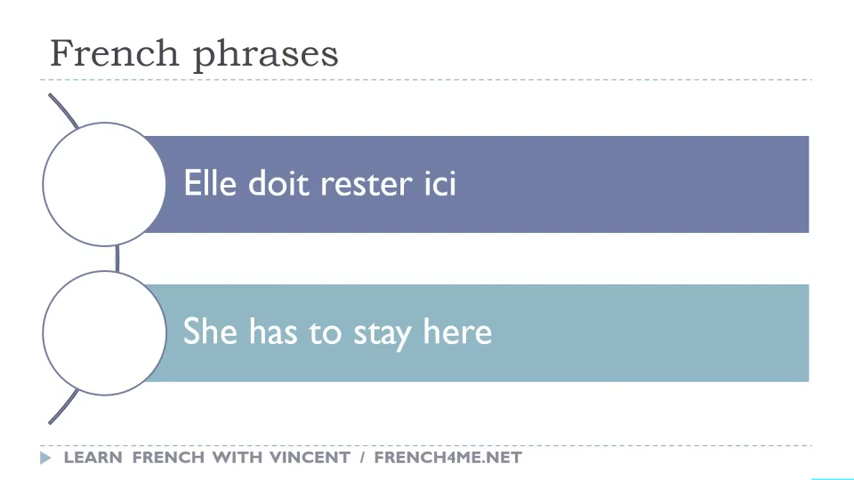 French phrases
Elle doit rester ici
She has to stay here
LEARN FRENCH WITH VINCENT / FRENCH4ME.NET